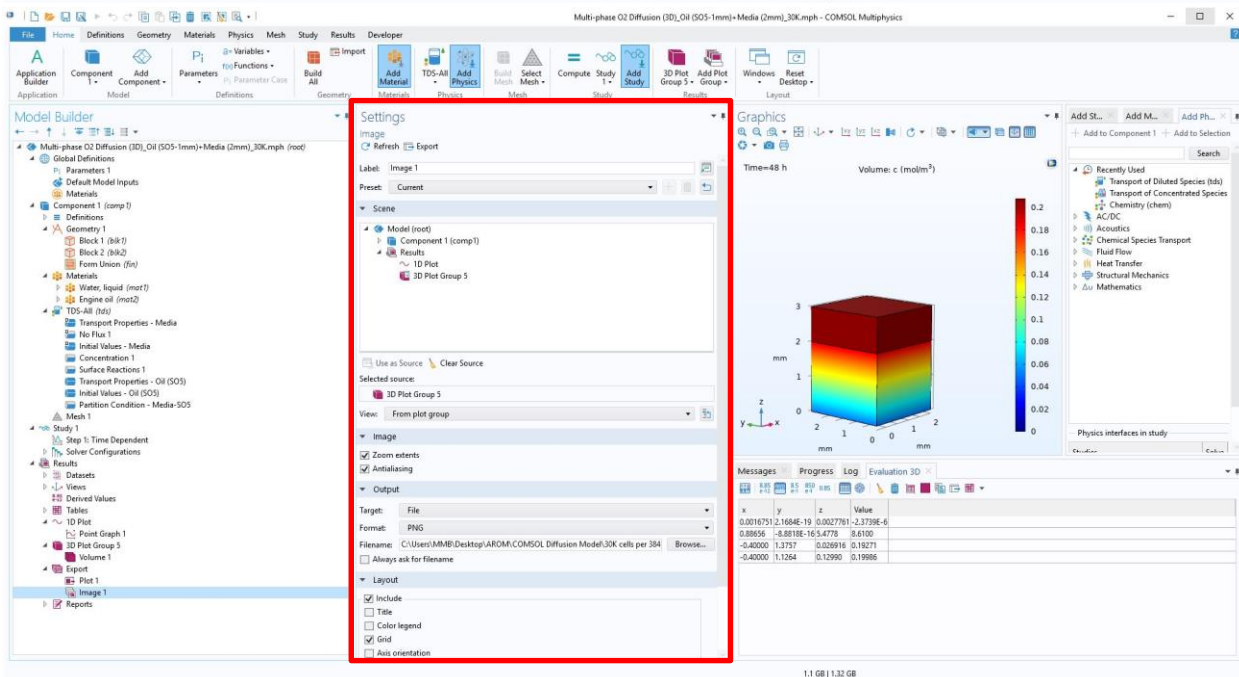 Multi-phase O2 Diffusion (3D)_Oil (SO5-1mm)+Media (2mm)_30K.mph - COMSOL Multiphysics
File Home Definitions Geometry Materials Physics Mesh Study Results Developer
Application Builder
Component 1
Add Component
Pi Parameters
a= Variables
f(x) Functions
Pi Parameter Case
Build All
Import
Add Material
TDS-All
Add Physics
Build Mesh
Select Mesh
Compute
Study 1
Add Study
3D Plot Group 5
Add Plot Group
Windows
Reset Desktop
Application Model Definitions Geometry Materials Physics Mesh Study Results Layout
Model Builder
Multi-phase O2 Diffusion (3D)_Oil (SO5-1mm)+Media (2mm)_30K.mph (root)
Global Definitions
Pi Parameters 1
Default Model Inputs
Materials
Component 1 (comp1)
Definitions
Geometry 1
Block 1 (blk1)
Block 2 (blk2)
Form Union (fin)
Materials
Water, liquid (mat1)
Engine oil (mat2)
TDS-All (tds)
Transport Properties - Media
No Flux 1
Initial Values - Media
Concentration 1
Surface Reactions 1
Transport Properties - Oil (SO5)
Initial Values - Oil (SO5)
Partition Condition - Media-SO5
Mesh 1
Study 1
Step 1: Time Dependent
Solver Configurations
Results
Datasets
Views
Derived Values
Tables
1D Plot
Point Graph 1
3D Plot Group 5
Volume 1
Export
Plot 1
Image 1
Reports
Settings
Image
Refresh Export
Label: Image 1
Preset: Current
Scene
Model (root)
Component 1 (comp1)
Results
1D Plot
3D Plot Group 5
Use as Source Clear Source
Selected source:
3D Plot Group 5
View: From plot group
Image
Zoom extents
Antialiasing
Output
Target: File
Format: PNG
Filename: C:\Users\MMB\Desktop\AROM\COMSOL Diffusion Model\30K cells per 384 Browse...
Always ask for filename
Layout
Include
Title
Color legend
Grid
Axis orientation
Graphics
Time=48 h Volume: c (mol/m³)
0.2
0.18
0.16
0.14
0.12
0.1
0.08
0.06
0.04
0.02
0
3
2
mm
1
0
z
y x
2 1 0 mm
0 1 2 mm
Messages Progress Log Evaluation 3D
x y z Value
0.0016751 2.1684E-19 0.0027761 -2.3739E-6
0.88656 -8.8818E-16 5.4778 8.6100
-0.40000 1.3757 0.026916 0.19271
-0.40000 1.1264 0.12990 0.19986
Add St... Add M... Add Ph...
+ Add to Component 1 + Add to Selection
Search
Recently Used
Transport of Diluted Species (tds)
Transport of Concentrated Species
Chemistry (chem)
AC/DC
Acoustics
Chemical Species Transport
Fluid Flow
Heat Transfer
Structural Mechanics
Δu Mathematics
Physics interfaces in study
1.1 GB | 1.32 GB